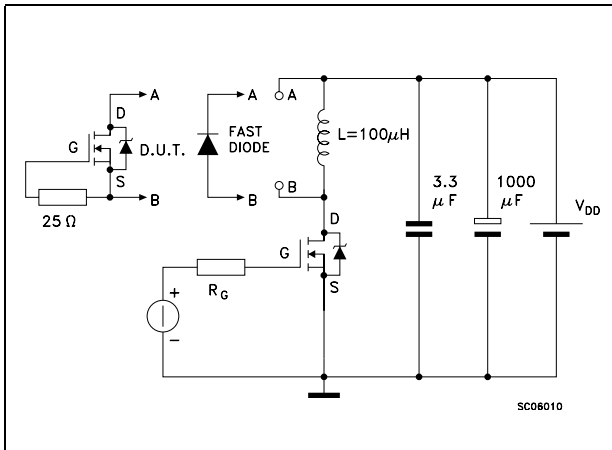 A
A
A
D
FAST
DIODE
L=100μH
G
D.U.T.
S
B
B
B
25 Ω
3.3
μF
1000
μF
VDD
D
G
S
RG
+
-
SC06010